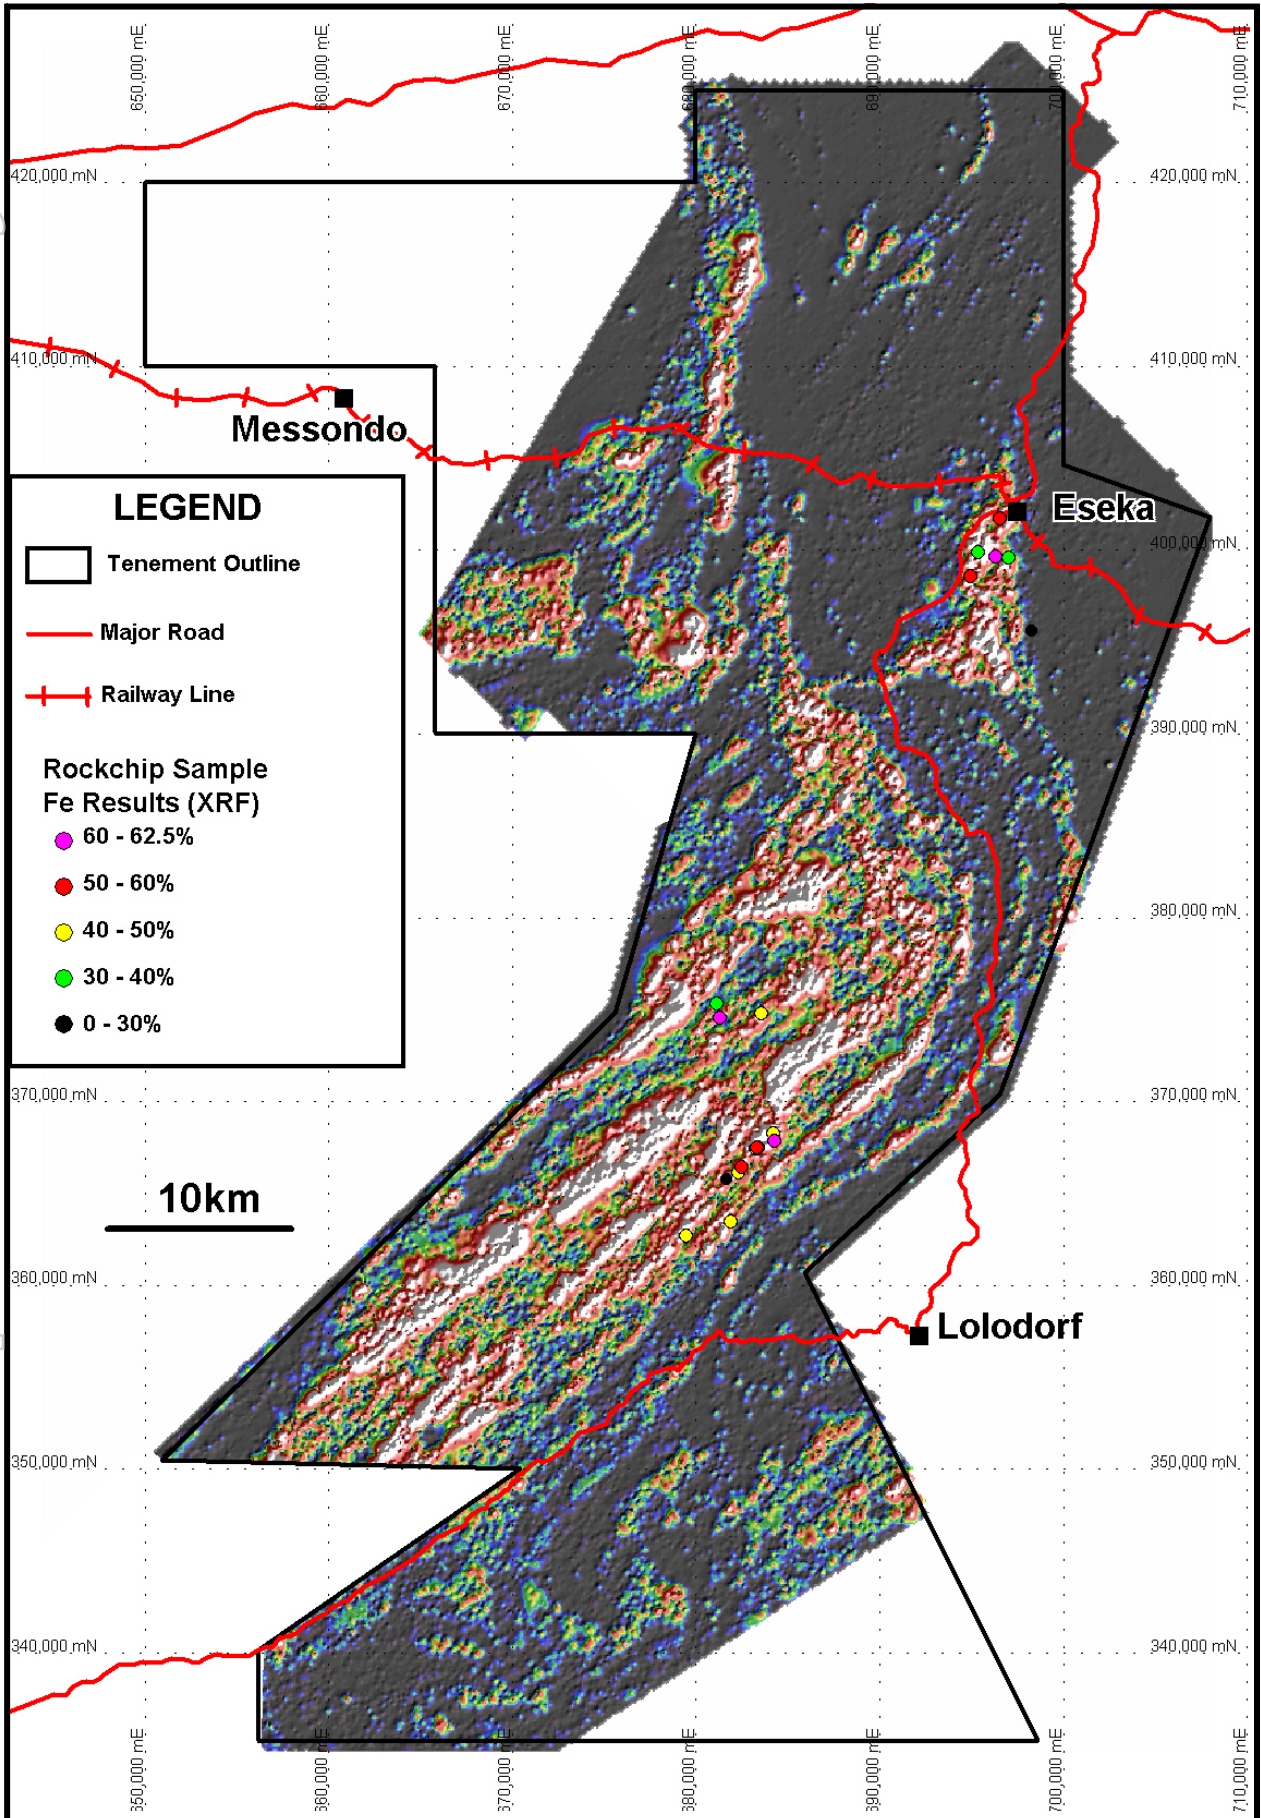 650,000 mE
660,000 mE
670,000 mE
680,000 mE
690,000 mE
700,000 mE
710,000 mE
420,000 mN
420,000 mN
410,000 mN
410,000 mN
Messondo
Eseka
400,000 mN
LEGEND
Tenement Outline
Major Road
Railway Line
Rockchip Sample
Fe Results (XRF)
60 - 62.5%
50 - 60%
40 - 50%
30 - 40%
0 - 30%
390,000 mN
380,000 mN
370,000 mN
370,000 mN
10km
360,000 mN
360,000 mN
Lolodorf
350,000 mN
350,000 mN
340,000 mN
340,000 mN
650,000 mE
660,000 mE
670,000 mE
680,000 mE
690,000 mE
700,000 mE
710,000 mE